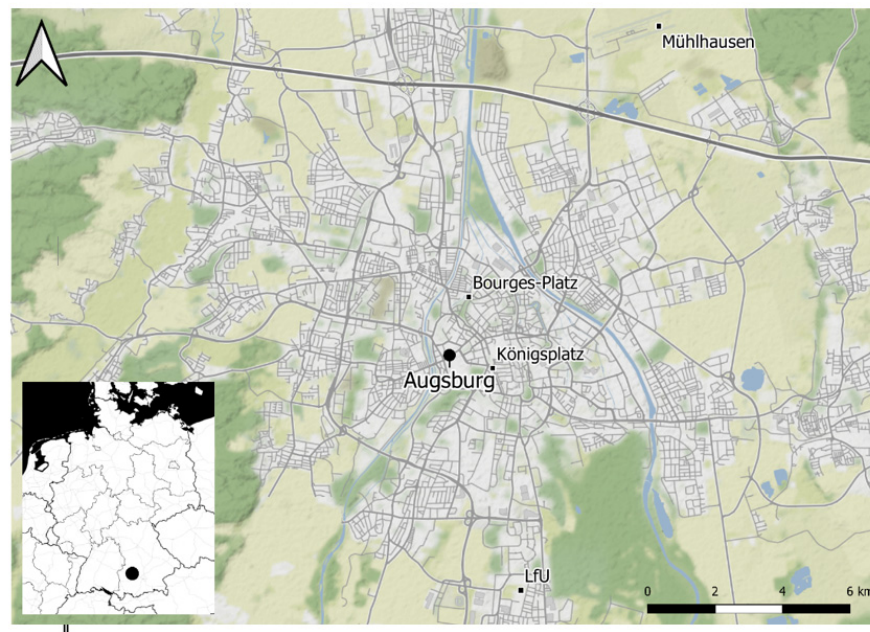 Mühlhausen
Bourges-Platz
Königsplatz
Augsburg
LfU
0 2 4 6 km